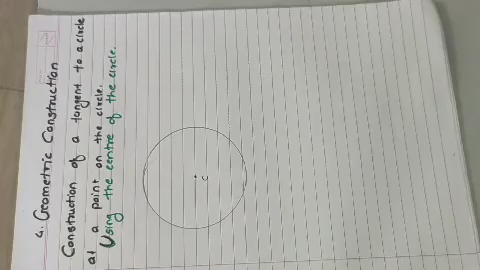 4. Geometric Construction
Construction of a tangent to a circle
at a point on the circle.
Using the centre of the circle.
C